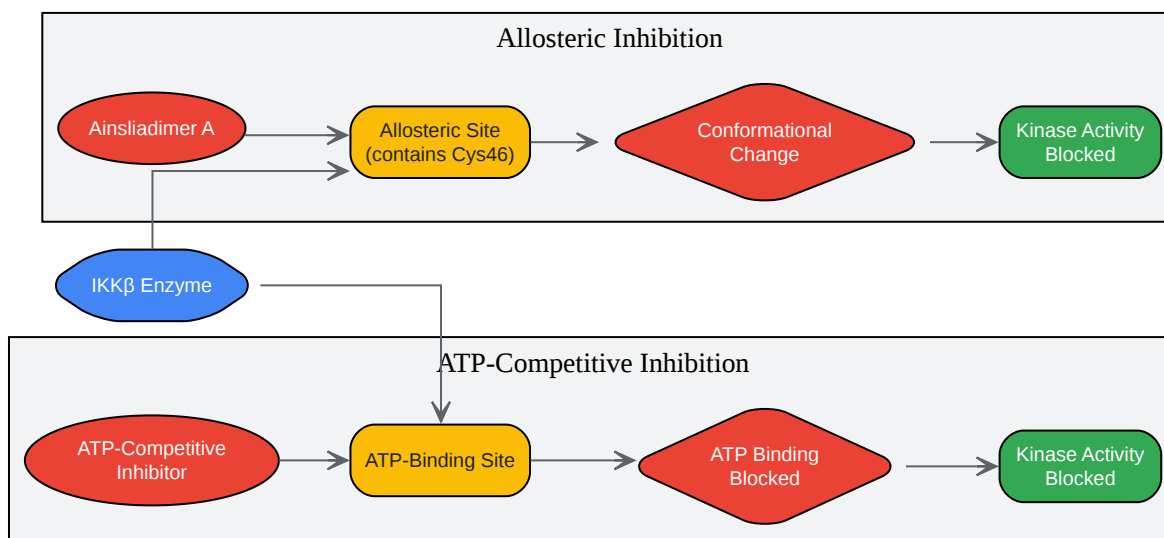 Allosteric Inhibition
Ainsliadimer A
Allosteric Site
(contains Cys46)
Conformational
Change
Kinase Activity
Blocked
IKKβ Enzyme
ATP-Competitive Inhibition
ATP-Competitive
Inhibitor
ATP-Binding Site
ATP Binding
Blocked
Kinase Activity
Blocked